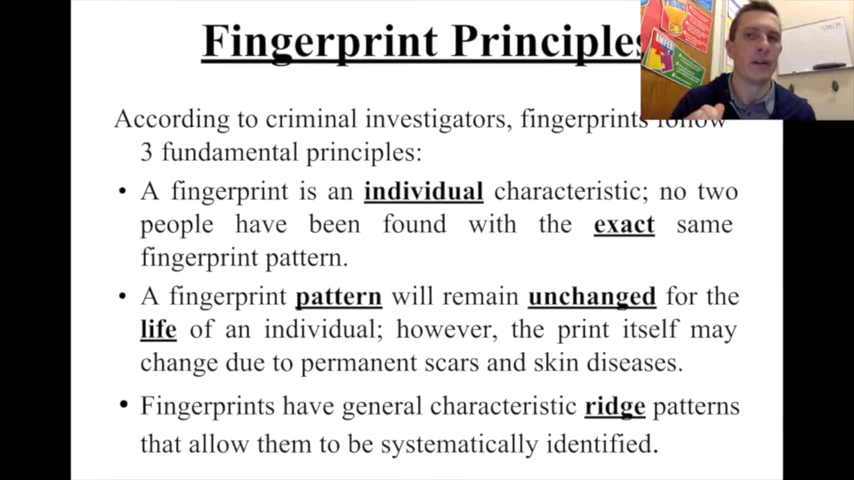 Fingerprint Principles
According to criminal investigators, fingerprints follow
3 fundamental principles:
• A fingerprint is an individual characteristic; no two
people have been found with the exact same
fingerprint pattern.
• A fingerprint pattern will remain unchanged for the
life of an individual; however, the print itself may
change due to permanent scars and skin diseases.
• Fingerprints have general characteristic ridge patterns
that allow them to be systematically identified.
INFER